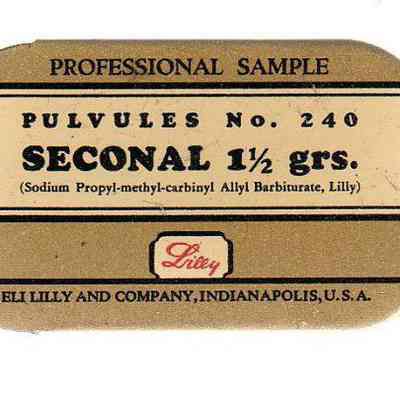 PROFESSIONAL SAMPLE
PULVULES No. 240
SECONAL 1½ grs.
(Sodium Propyl-methyl-carbinyl Allyl Barbiturate, Lilly)
Lilly
ELI LILLY AND COMPANY, INDIANAPOLIS, U. S. A.